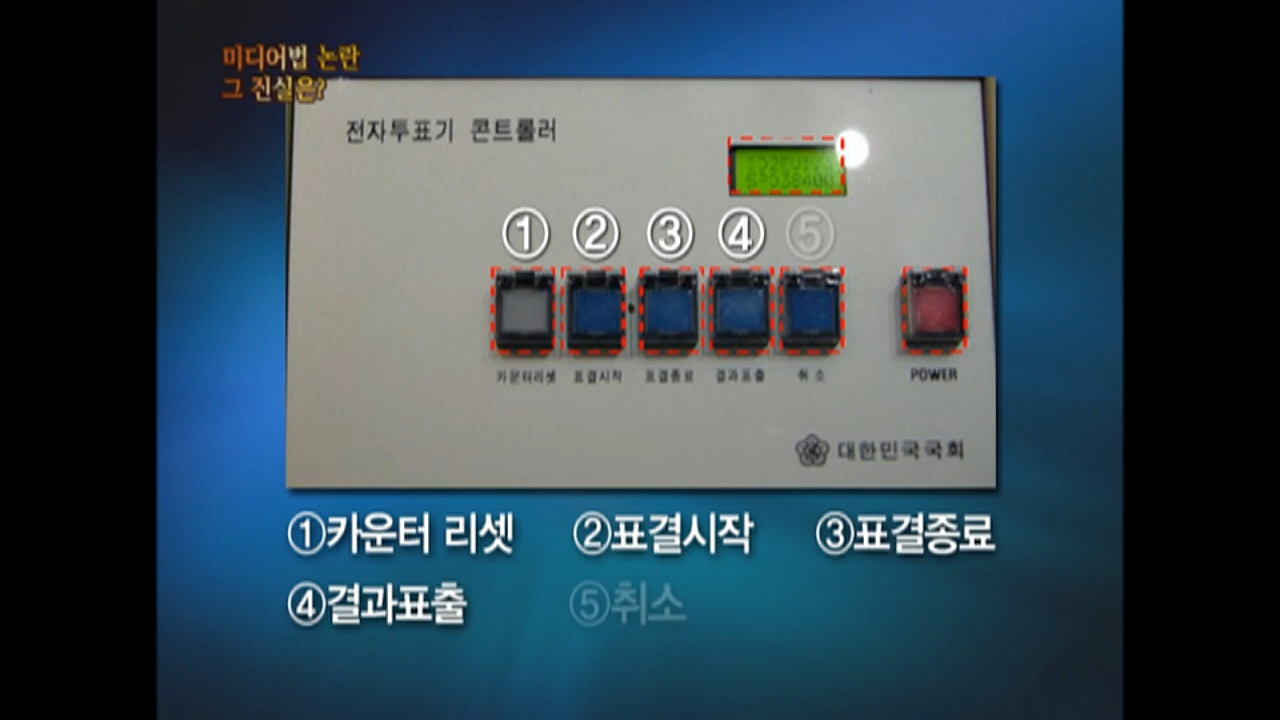 미디어법 논란
그 진실은?
전자투표기 콘트롤러
① ② ③ ④ ⑤
카운터리셋 표결시작 표결종료 결과표출 취소 POWER
대한민국국회
①카운터 리셋 ②표결시작 ③표결종료
④결과표출 ⑤취소